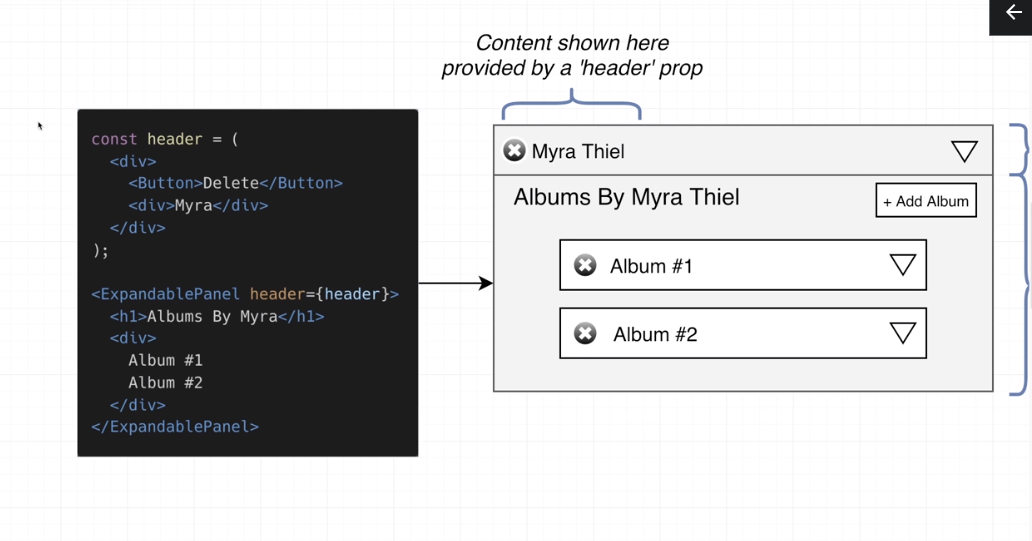 Content shown here
provided by a 'header' prop
const header = (
  <div>
    <Button>Delete</Button>
    <div>Myra</div>
  </div>
);
<ExpandablePanel header={header}>
  <h1>Albums By Myra</h1>
  <div>
    Album #1
    Album #2
  </div>
</ExpandablePanel>
Myra Thiel
Albums By Myra Thiel
+ Add Album
Album #1
Album #2